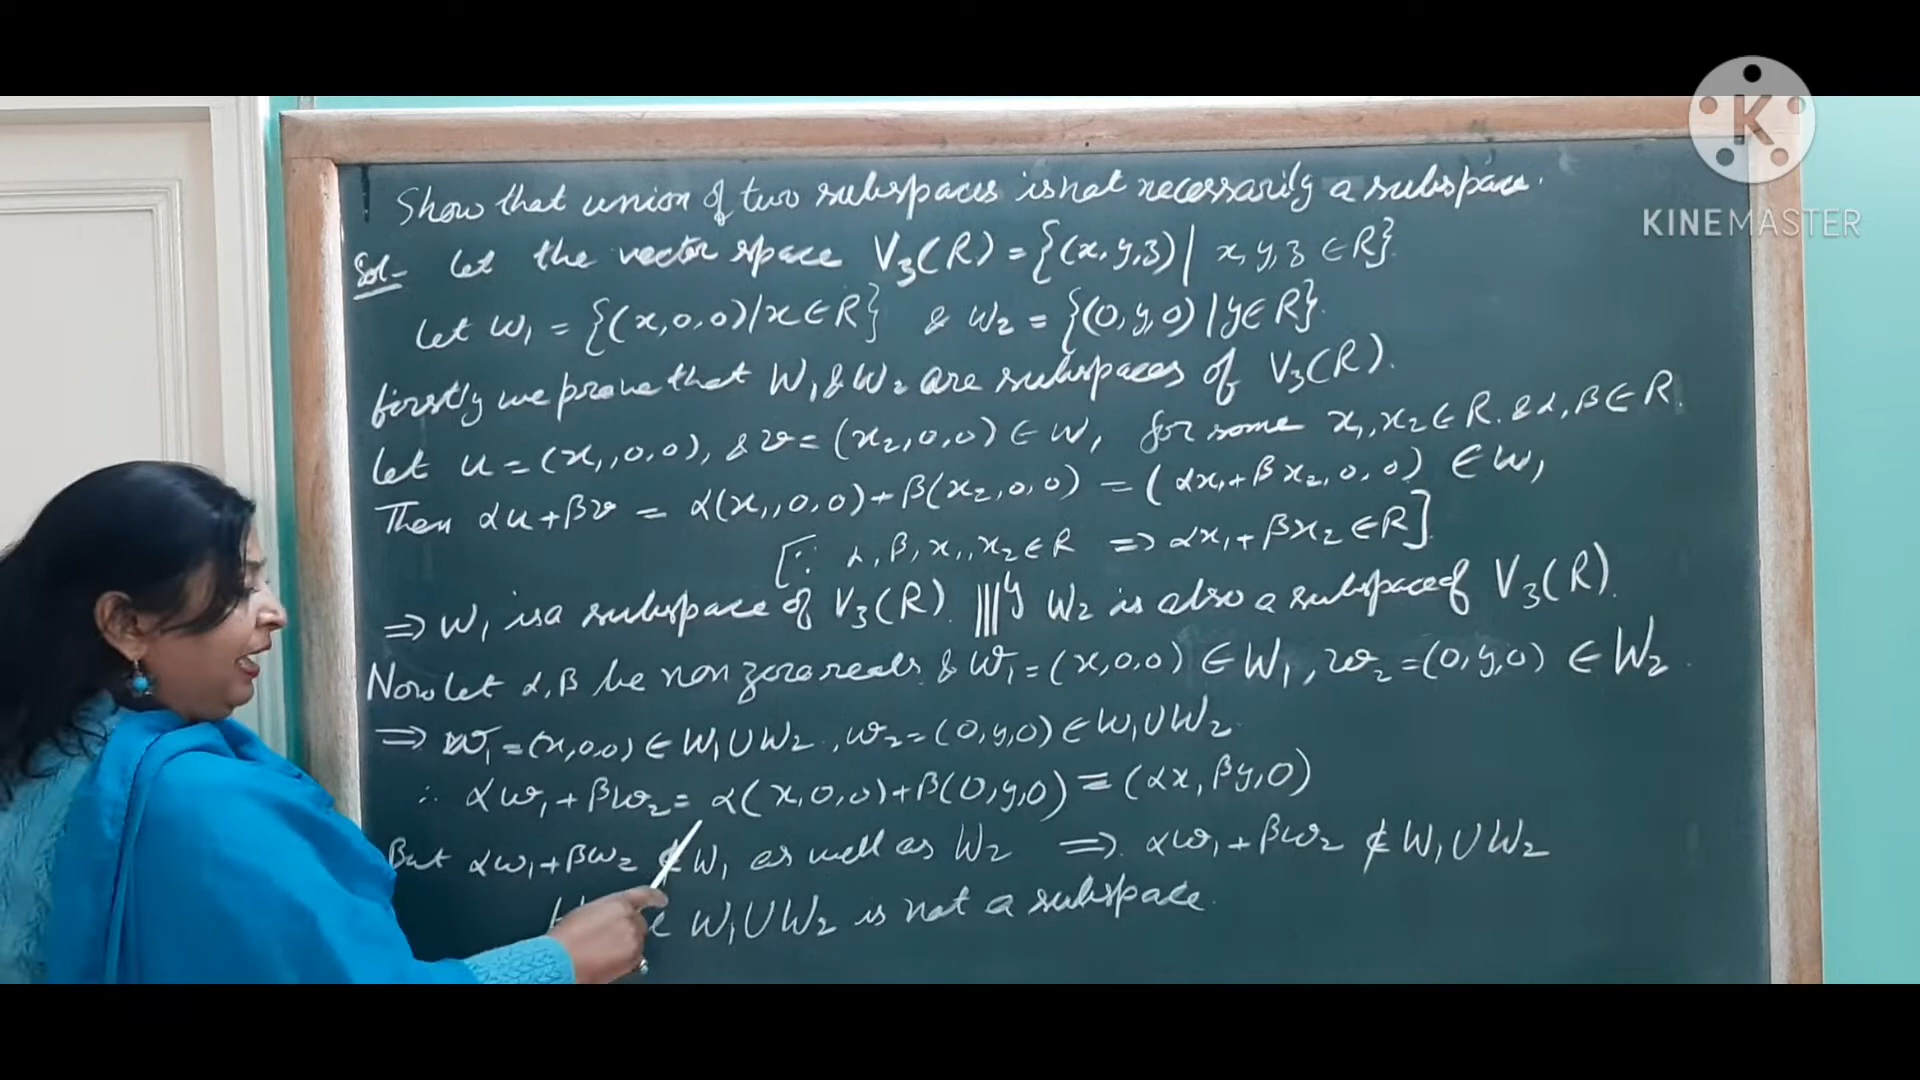 Show that union of two subspaces is not necessarily a subspace.
Sol- Let the vector space V₃(R) = {(x, y, z) | x, y, z ∈ R}
Let W₁ = {(x, 0, 0) | x ∈ R} & W₂ = {(0, y, 0) | y ∈ R}.
firstly we prove that W₁ & W₂ are subspaces of V₃(R).
Let u = (x₁, 0, 0), & v = (x₂, 0, 0) ∈ W₁ for some x₁, x₂ ∈ R. & α, β ∈ R.
Then αu + βv = α(x₁, 0, 0) + β(x₂, 0, 0) = (αx₁ + βx₂, 0, 0) ∈ W₁
[∵ α, β, x₁, x₂ ∈ R ⇒ αx₁ + βx₂ ∈ R].
⇒ W₁ is a subspace of V₃(R). |||ly W₂ is also a subspace of V₃(R).
Now let α, β be non zero reals & w₁ = (x, 0, 0) ∈ W₁, w₂ = (0, y, 0) ∈ W₂.
⇒ w₁ = (x, 0, 0) ∈ W₁ ∪ W₂, w₂ = (0, y, 0) ∈ W₁ ∪ W₂.
∴ αw₁ + βw₂ = α(x, 0, 0) + β(0, y, 0) = (αx, βy, 0)
But αw₁ + βw₂ ∉ W₁ as well as W₂ ⇒ αw₁ + βw₂ ∉ W₁ ∪ W₂
W₁ ∪ W₂ is not a subspace.
K
KINEMASTER